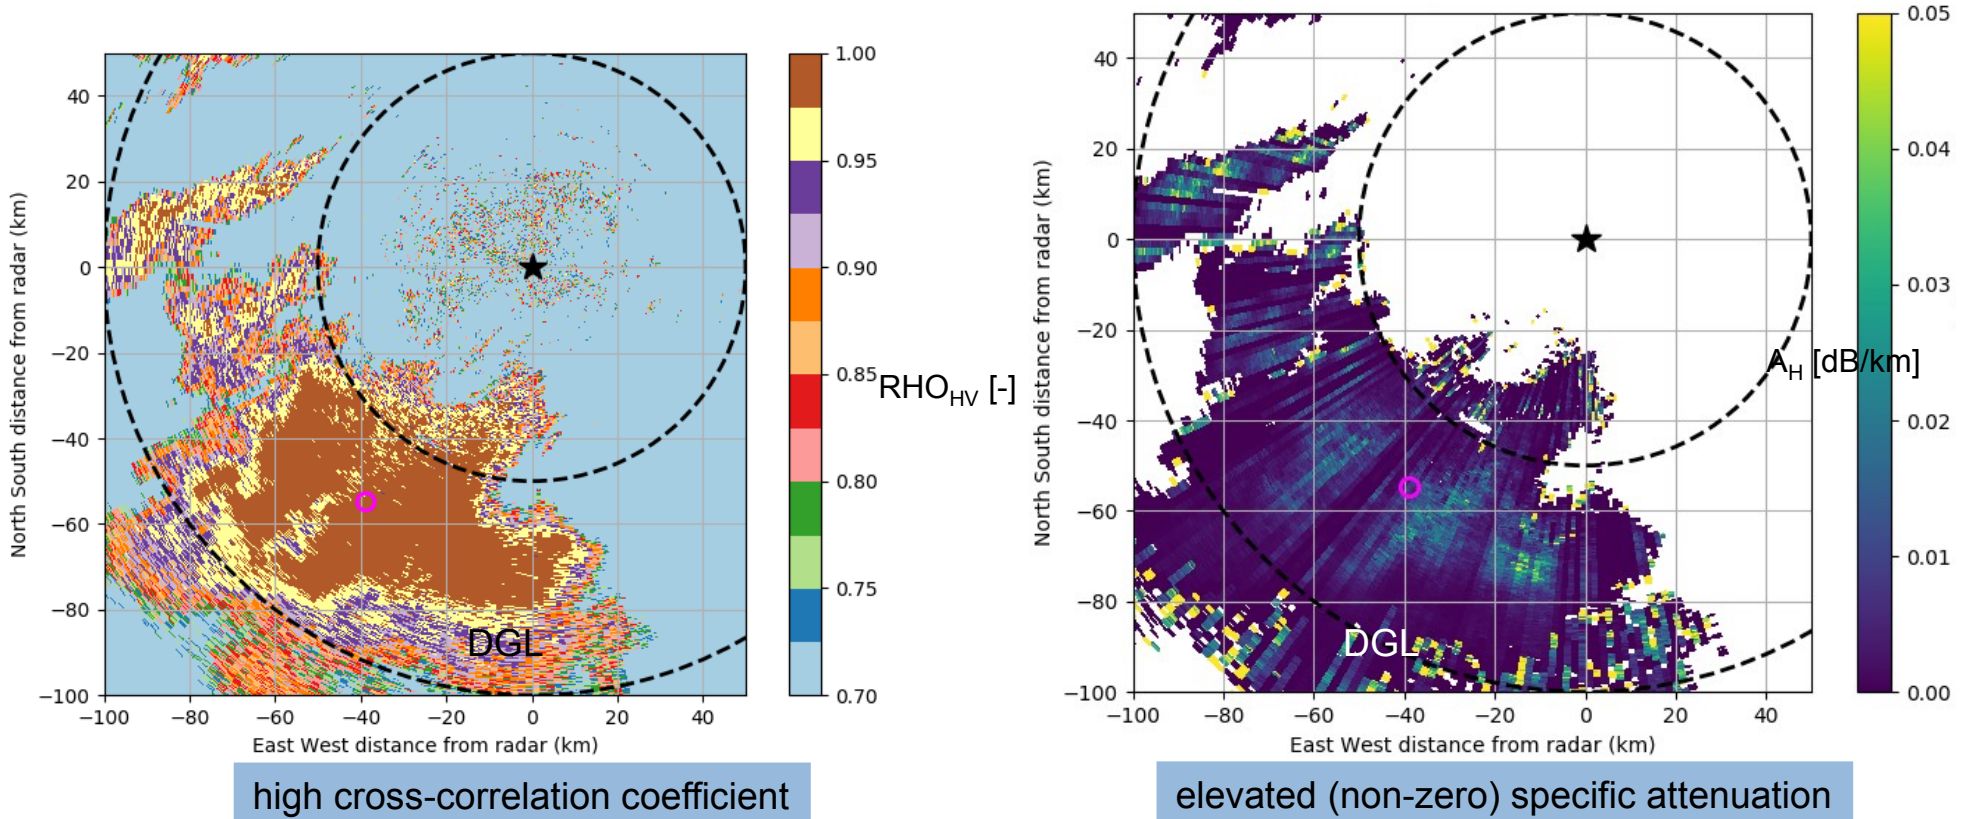 1.00
0.95
0.90
0.85
0.80
0.75
0.70
RHO_HV [-]
40
20
0
−20
−40
−60
−80
−100
North South distance from radar (km)
DGL
−100 −80 −60 −40 −20 0 20 40
East West distance from radar (km)
high cross-correlation coefficient
0.05
0.04
0.03
0.02
0.01
0.00
A_H [dB/km]
40
20
0
−20
−40
−60
−80
−100
North South distance from radar (km)
DGL
−100 −80 −60 −40 −20 0 20 40
East West distance from radar (km)
elevated (non-zero) specific attenuation